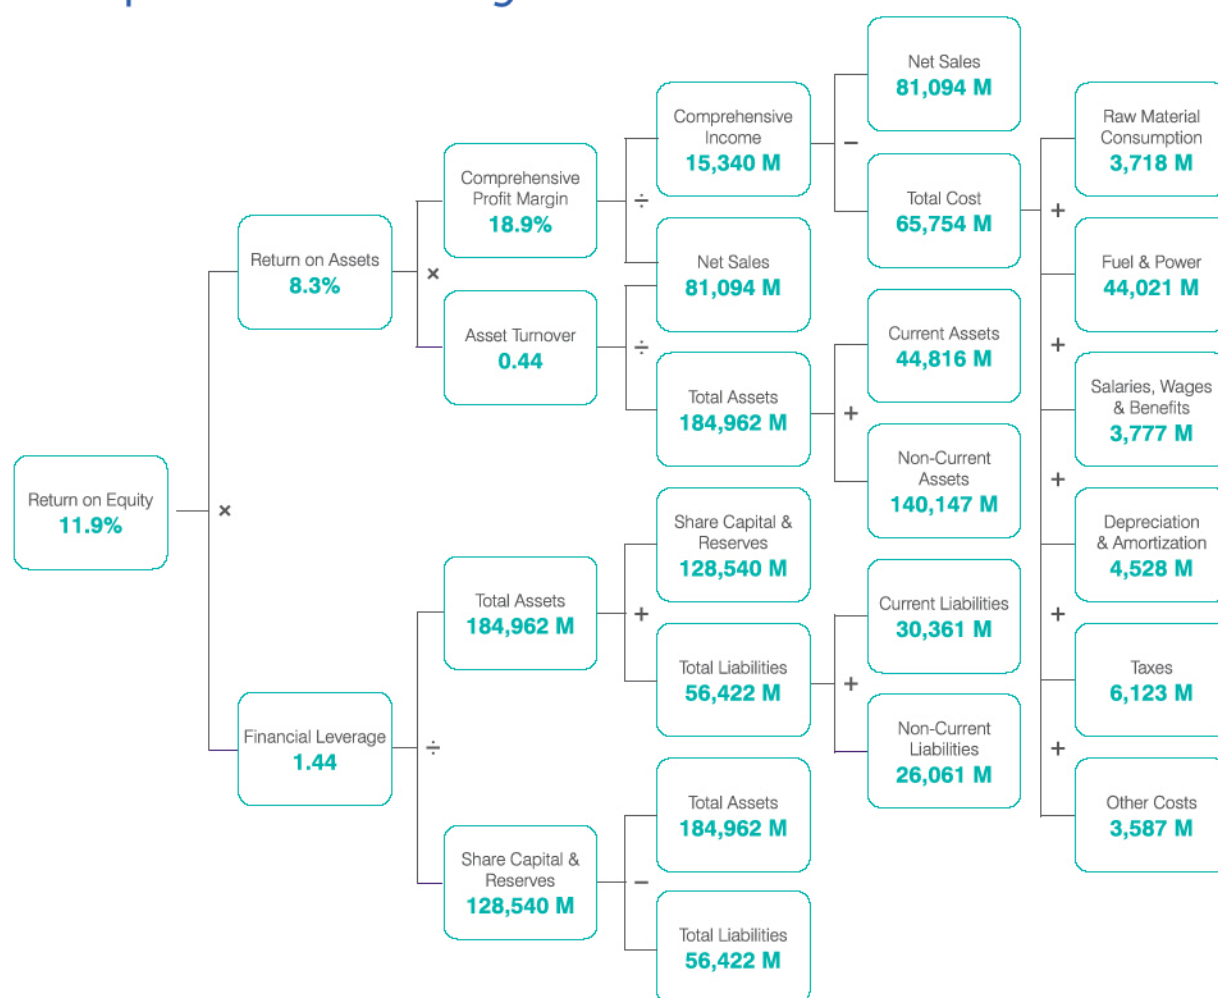 Net Sales
81,094 M
Comprehensive
Income
15,340 M
Raw Material
Consumption
3,718 M
−
Comprehensive
Profit Margin
18.9%
÷
Total Cost
65,754 M
+
Return on Assets
8.3%
×
Net Sales
81,094 M
Fuel & Power
44,021 M
Asset Turnover
0.44
÷
Current Assets
44,816 M
+
Total Assets
184,962 M
+
Salaries, Wages
& Benefits
3,777 M
Non-Current
Assets
140,147 M
+
Return on Equity
11.9%
×
Share Capital &
Reserves
128,540 M
Depreciation
& Amortization
4,528 M
Total Assets
184,962 M
+
Current Liabilities
30,361 M
+
Total Liabilities
56,422 M
+
Taxes
6,123 M
Financial Leverage
1.44
÷
Non-Current
Liabilities
26,061 M
+
Total Assets
184,962 M
Other Costs
3,587 M
Share Capital &
Reserves
128,540 M
−
Total Liabilities
56,422 M